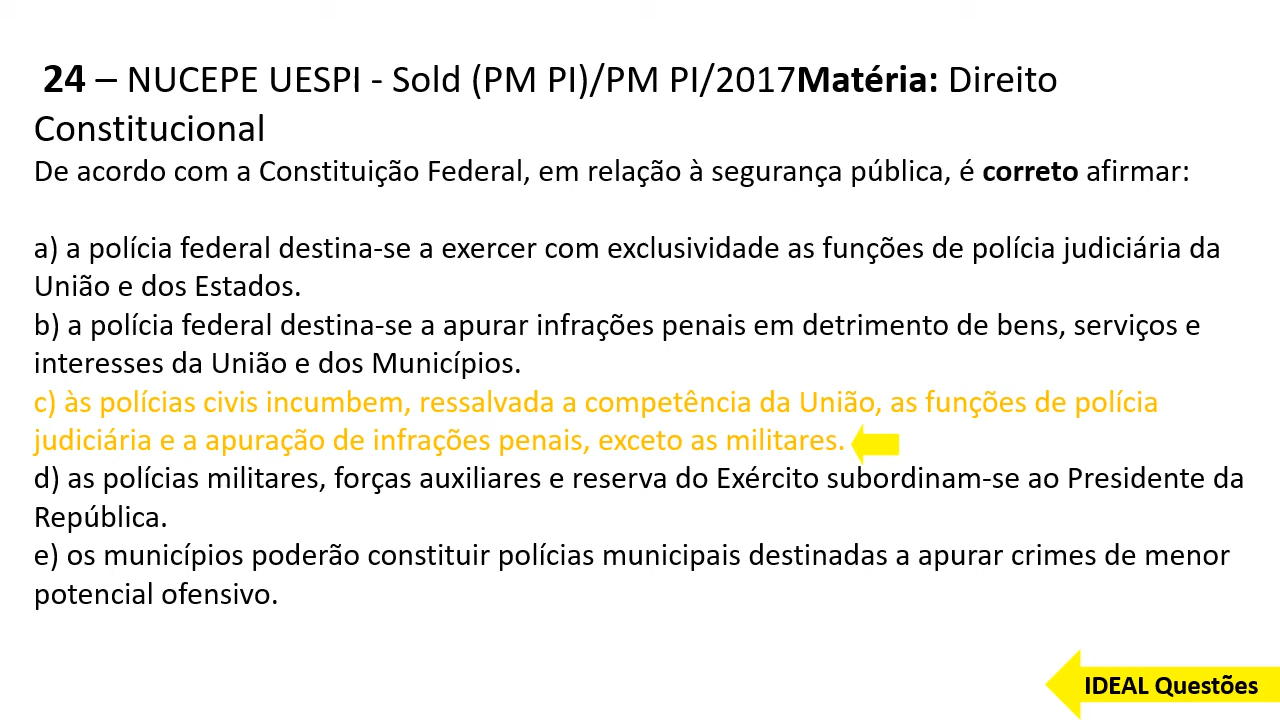 24 – NUCEPE UESPI - Sold (PM PI)/PM PI/2017Matéria: Direito
Constitucional
De acordo com a Constituição Federal, em relação à segurança pública, é correto afirmar:
a) a polícia federal destina-se a exercer com exclusividade as funções de polícia judiciária da
União e dos Estados.
b) a polícia federal destina-se a apurar infrações penais em detrimento de bens, serviços e
interesses da União e dos Municípios.
c) às polícias civis incumbem, ressalvada a competência da União, as funções de polícia
judiciária e a apuração de infrações penais, exceto as militares.
d) as polícias militares, forças auxiliares e reserva do Exército subordinam-se ao Presidente da
República.
e) os municípios poderão constituir polícias municipais destinadas a apurar crimes de menor
potencial ofensivo.
IDEAL Questões